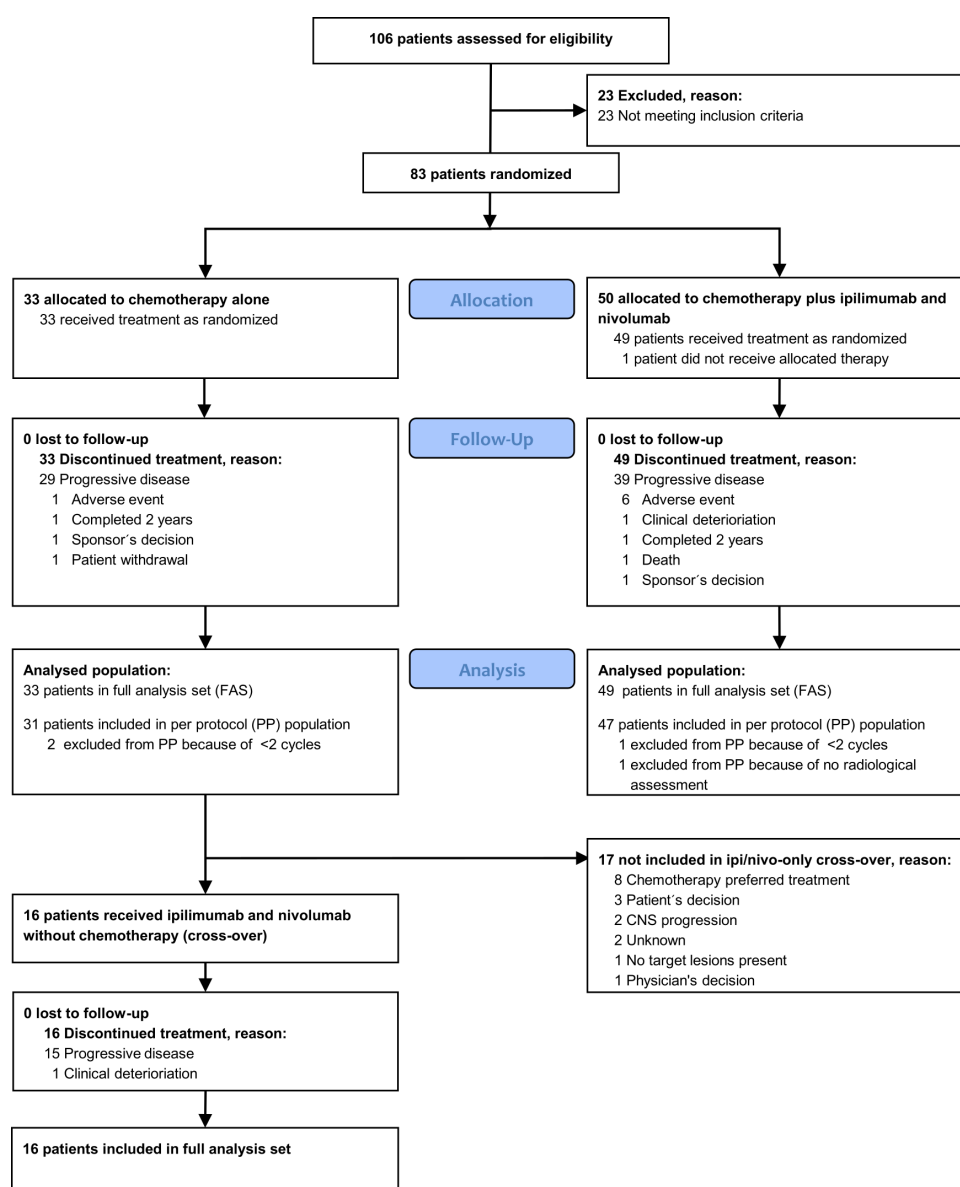 106 patients assessed for eligibility
23 Excluded, reason:
23 Not meeting inclusion criteria
83 patients randomized
33 allocated to chemotherapy alone
33 received treatment as randomized
Allocation
50 allocated to chemotherapy plus ipilimumab and
nivolumab
49 patients received treatment as randomized
1 patient did not receive allocated therapy
0 lost to follow-up
33 Discontinued treatment, reason:
29 Progressive disease
1 Adverse event
1 Completed 2 years
1 Sponsor´s decision
1 Patient withdrawal
Follow-Up
0 lost to follow-up
49 Discontinued treatment, reason:
39 Progressive disease
6 Adverse event
1 Clinical deterioriation
1 Completed 2 years
1 Death
1 Sponsor´s decision
Analysed population:
33 patients in full analysis set (FAS)
31 patients included in per protocol (PP) population
2 excluded from PP because of <2 cycles
Analysis
Analysed population:
49 patients in full analysis set (FAS)
47 patients included in per protocol (PP) population
1 excluded from PP because of <2 cycles
1 excluded from PP because of no radiological
assessment
17 not included in ipi/nivo-only cross-over, reason:
8 Chemotherapy preferred treatment
3 Patient´s decision
2 CNS progression
2 Unknown
1 No target lesions present
1 Physician's decision
16 patients received ipilimumab and nivolumab
without chemotherapy (cross-over)
0 lost to follow-up
16 Discontinued treatment, reason:
15 Progressive disease
1 Clinical deterioriation
16 patients included in full analysis set